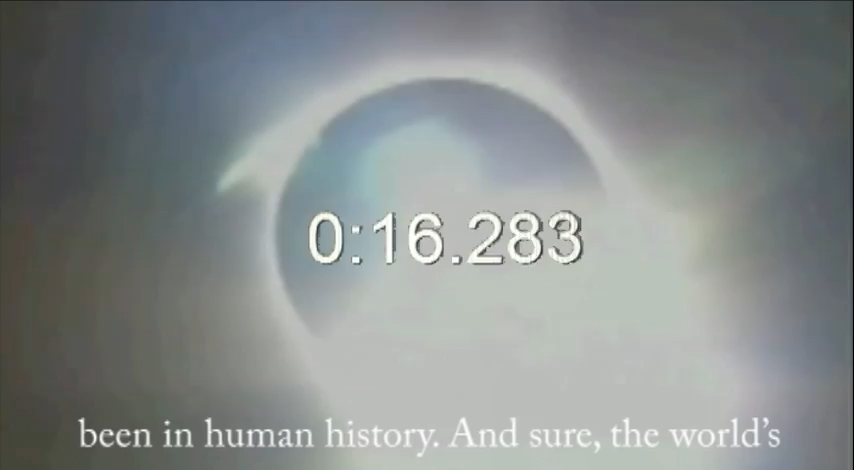 0:16.283
been in human history. And sure, the world's